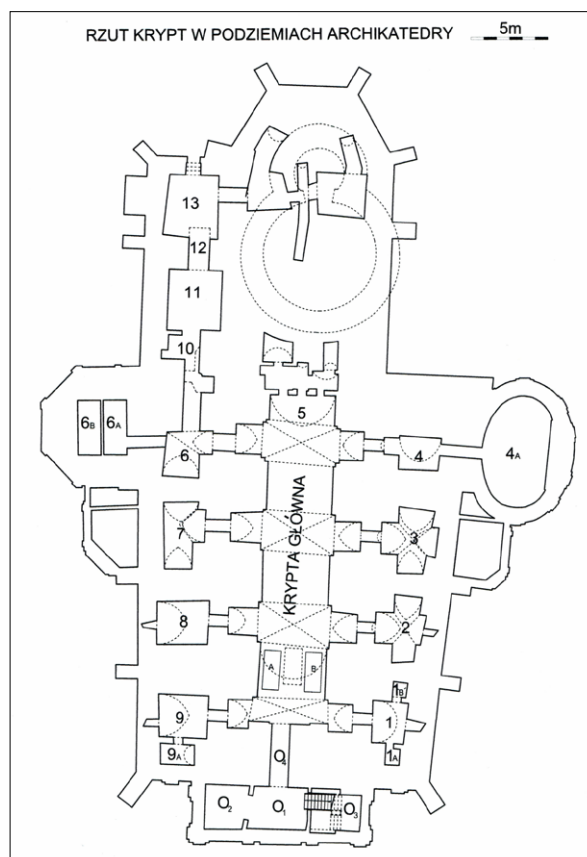 RZUT KRYPT W PODZIEMIACH ARCHIKATEDRY 5m
13
12
11
10
5
6B 6A
6
4
4A
KRYPTA GŁÓWNA
7
3
8
2
A B
1B
9
1
9A
1A
O4
O2
O1
O3